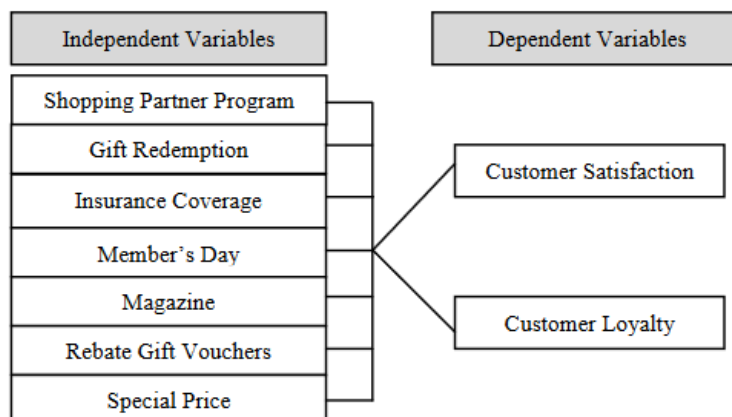 Independent Variables
Dependent Variables
Shopping Partner Program
Gift Redemption
Insurance Coverage
Member’s Day
Magazine
Rebate Gift Vouchers
Special Price
Customer Satisfaction
Customer Loyalty